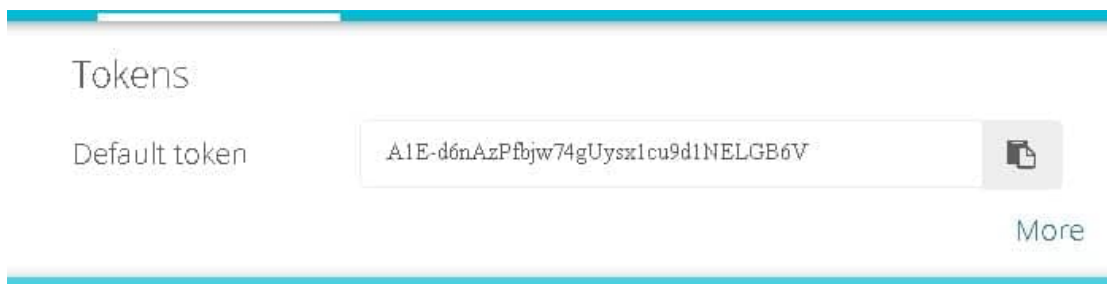 Tokens
Default token
A1E-d6nAzPfbjw74gUysx1cu9d1NELGB6V
More